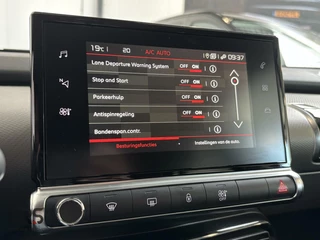 19°C 20 A/C AUTO 09:37
Lane Departure Warning System OFF ON
Stop and Start OFF ON
Parkeerhulp OFF ON
Antispinregeling OFF ON
Bandenspan.contr.
Besturingsfuncties Instellingen van de auto.